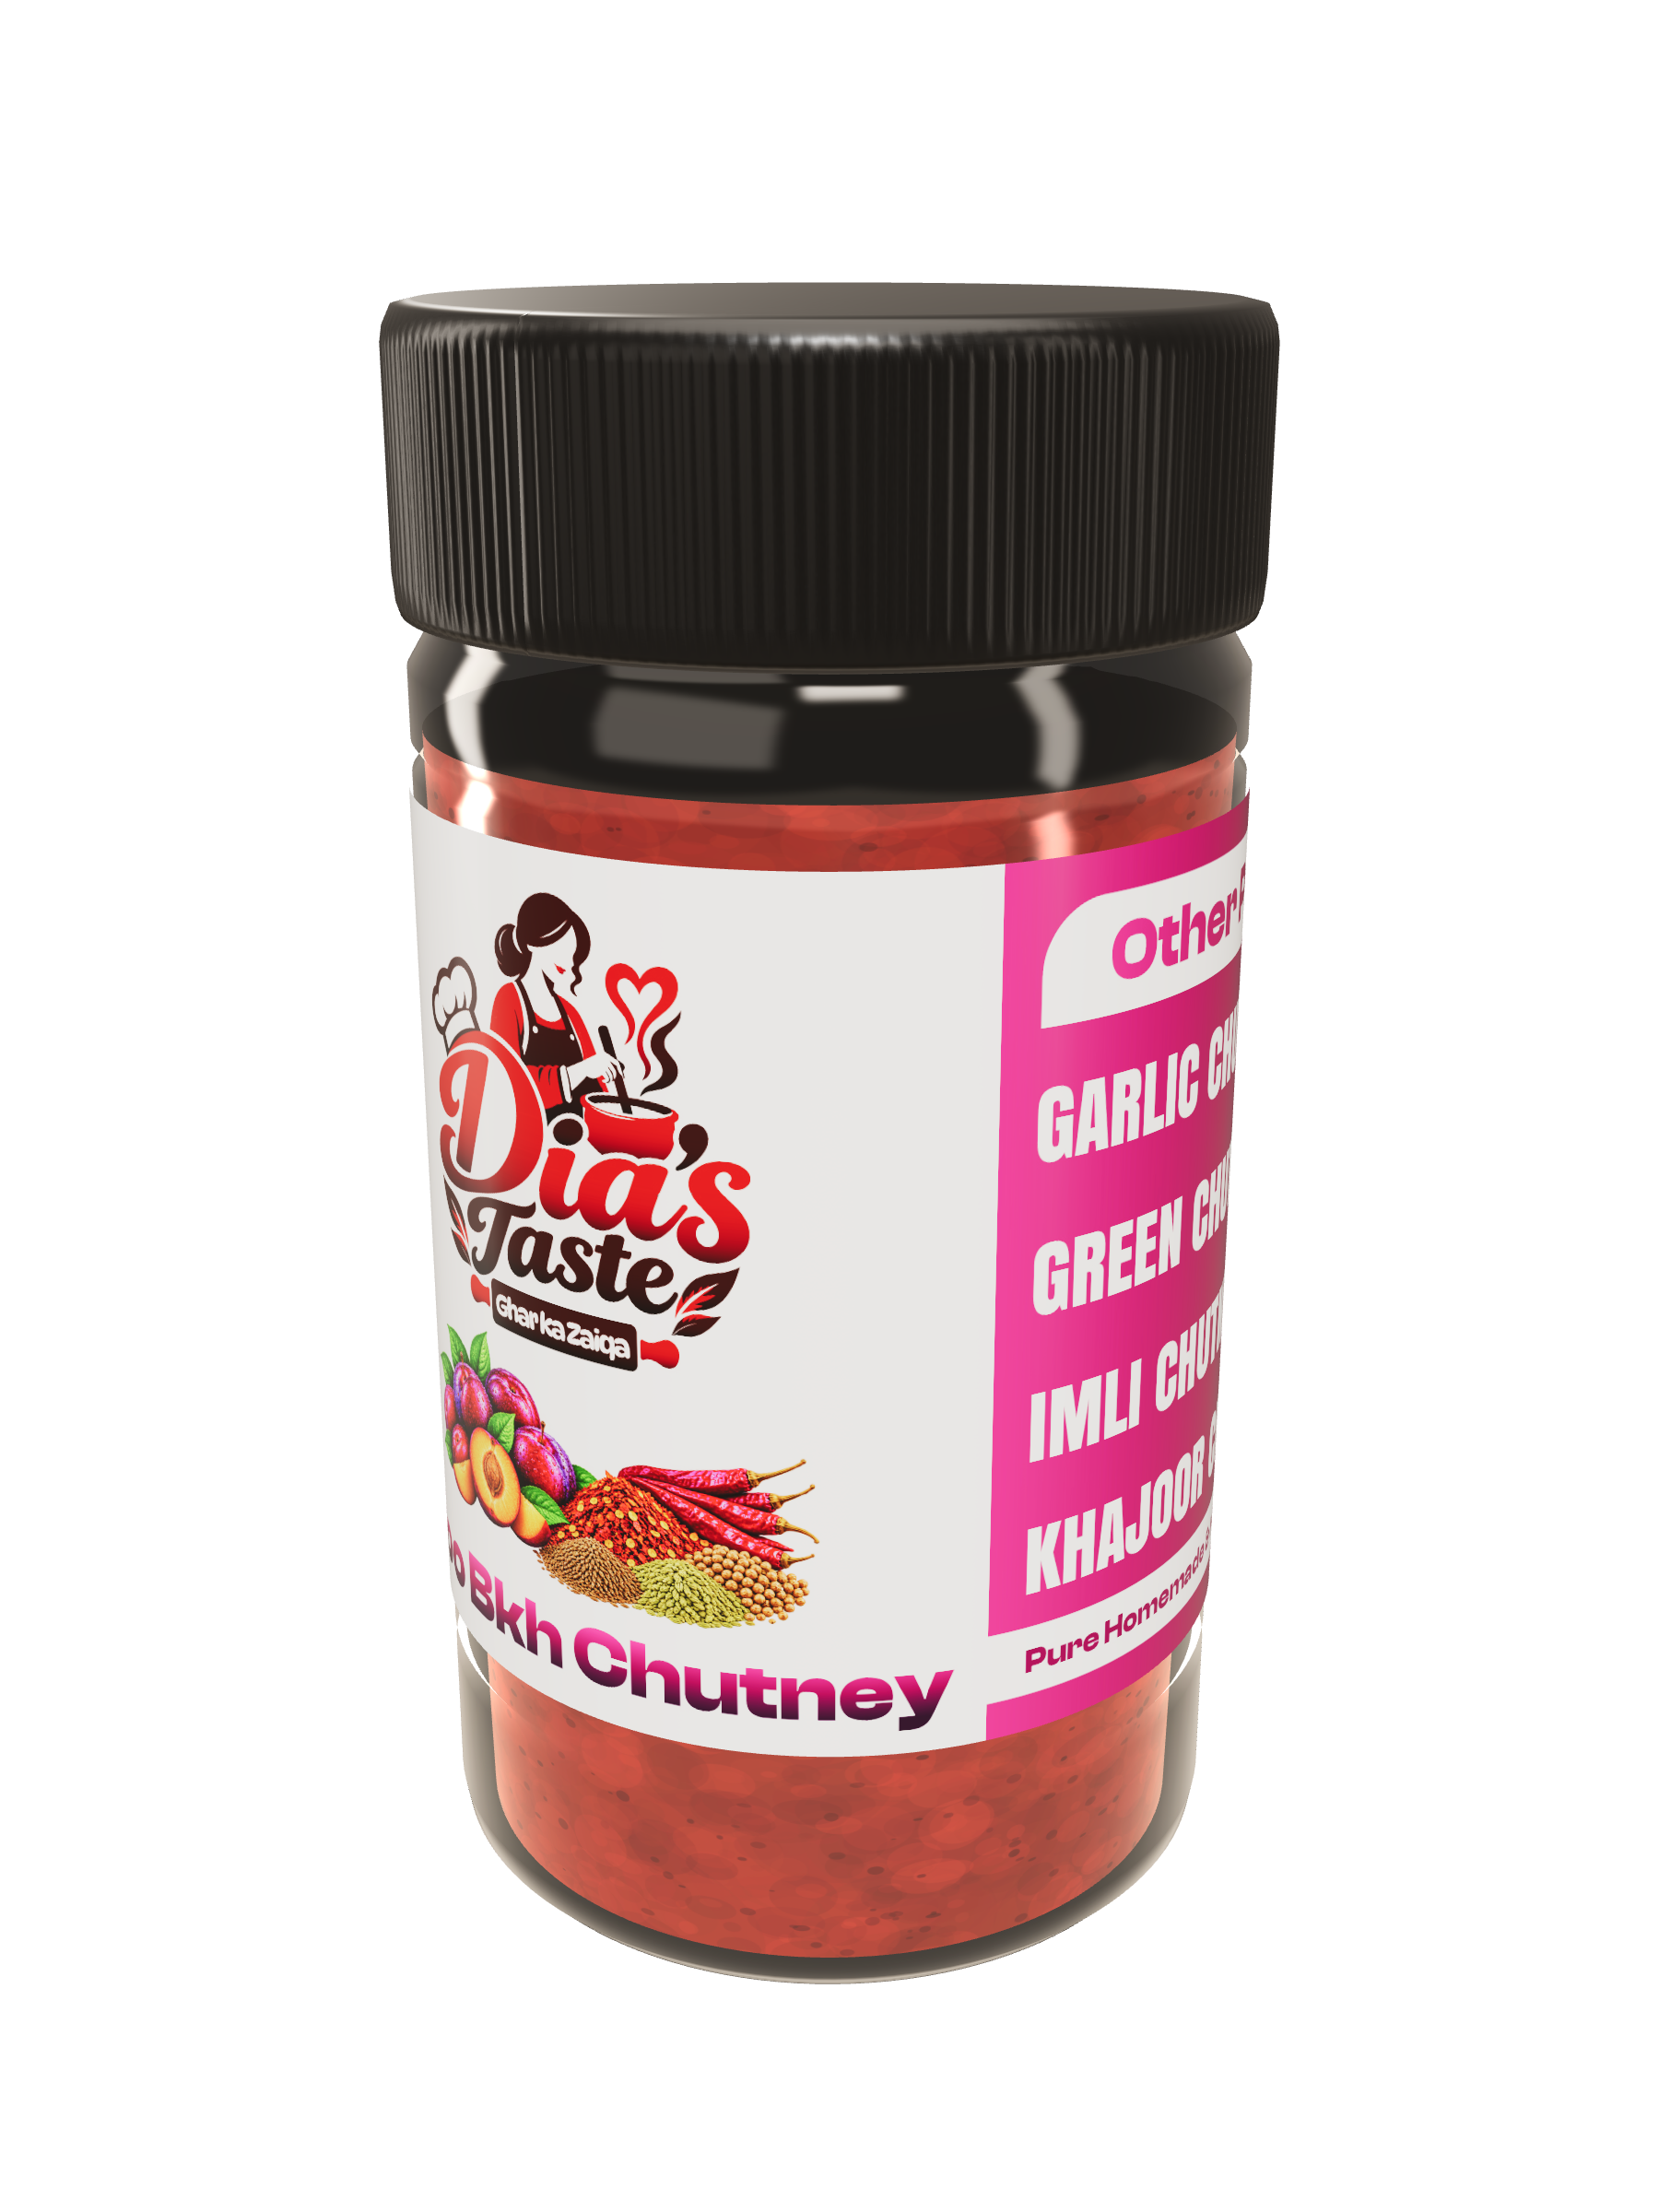 Dia's
Taste
Ghar ka Zaiqa
Bkh Chutney
Other
GARLIC
GREEN
IMLI
KHAJOOR
Pure Homemade